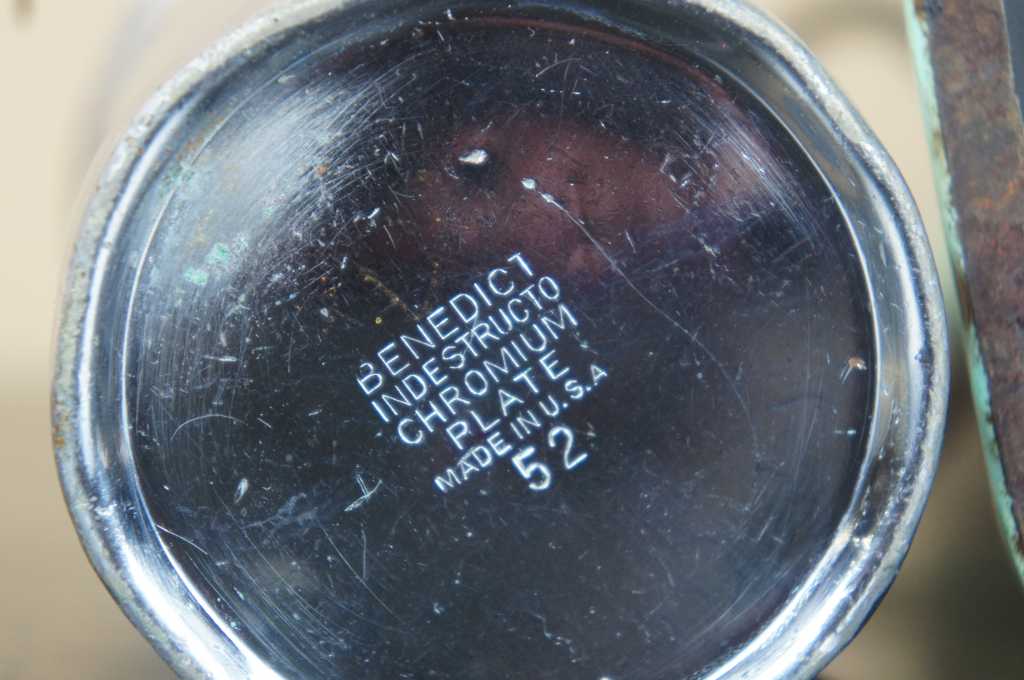 BENEDICT
INDESTRUCTO
CHROMIUM
PLATE
MADE IN U.S.A
52